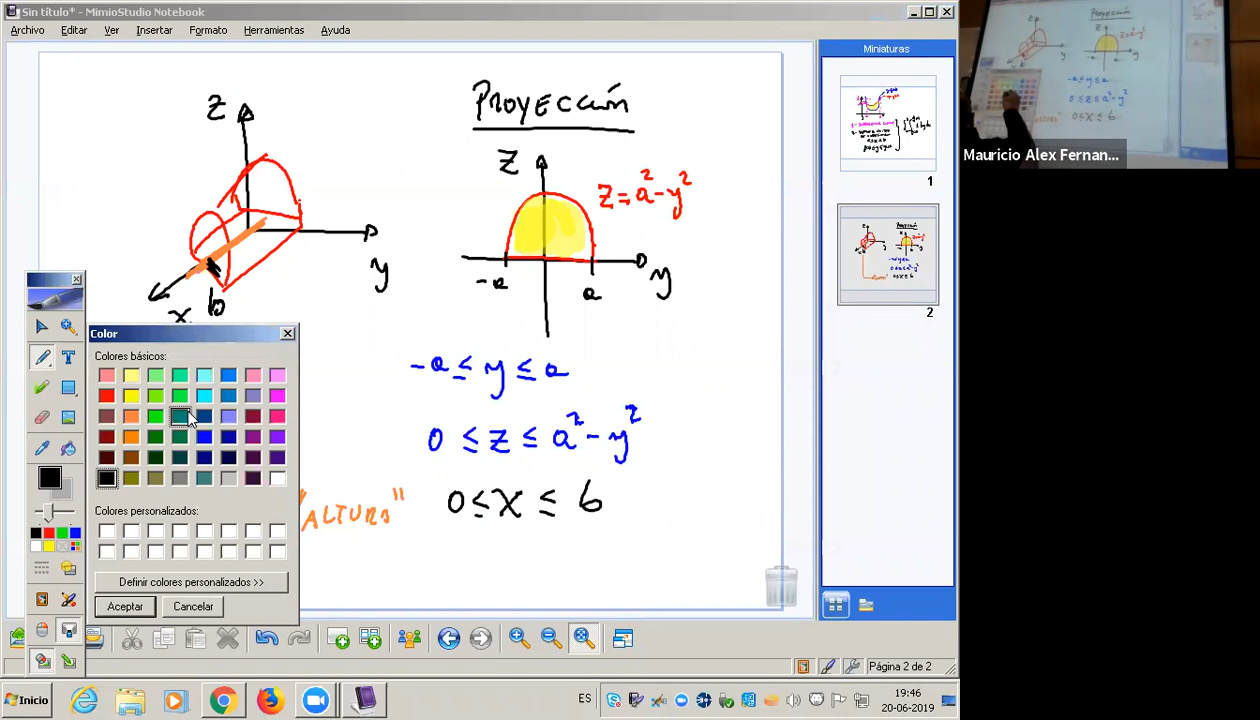 Sin título* - MimioStudio Notebook
Archivo Editar Ver Insertar Formato Herramientas Ayuda
Z
y
x
b
PROYECCIÓN
Z
Z = a² - y²
-a
a
y
-a ≤ y ≤ a
0 ≤ z ≤ a² - y²
0 ≤ x ≤ b
"ALTURA"
Color
Colores básicos:
Colores personalizados:
Definir colores personalizados >>
Aceptar Cancelar
Miniaturas
1
2
Página 2 de 2
Mauricio Alex Fernan...
Inicio
ES
19:46
20-06-2019